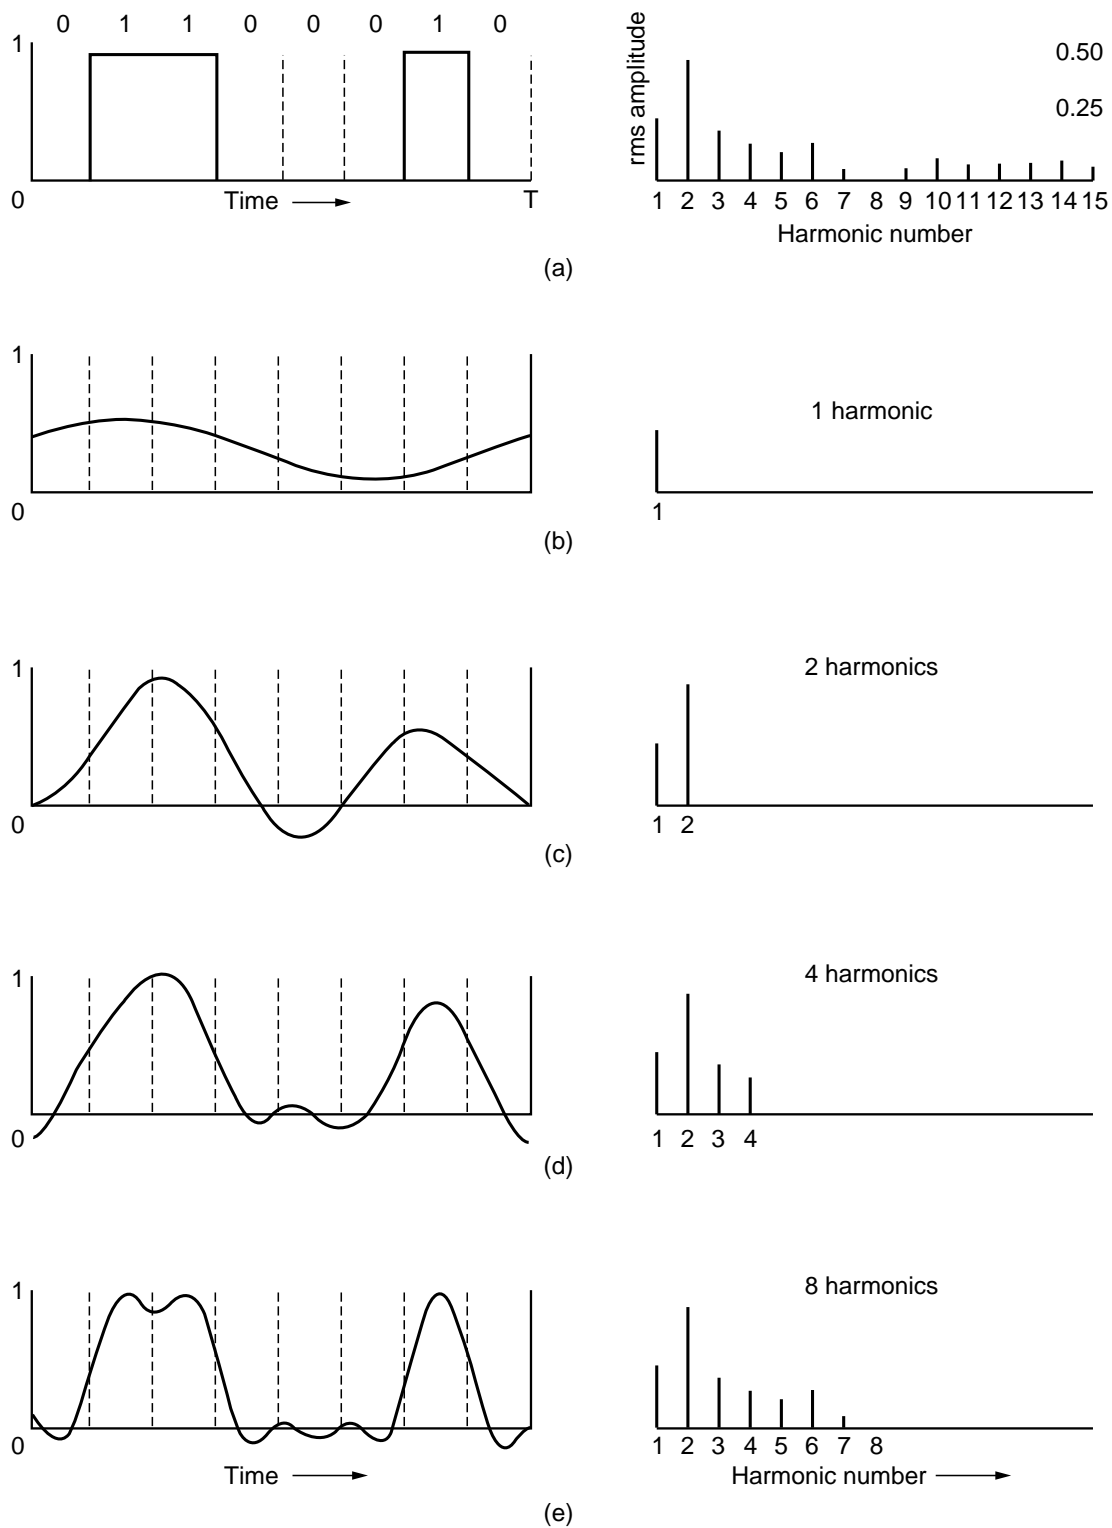 0 1 1 0 0 0 1 0
1
0
Time
T
rms amplitude
0.50
0.25
1 2 3 4 5 6 7 8 9 10 11 12 13 14 15
Harmonic number
(a)
1
0
1 harmonic
1
(b)
1
0
2 harmonics
1 2
(c)
1
0
4 harmonics
1 2 3 4
(d)
1
0
Time
8 harmonics
1 2 3 4 5 6 7 8
Harmonic number
(e)